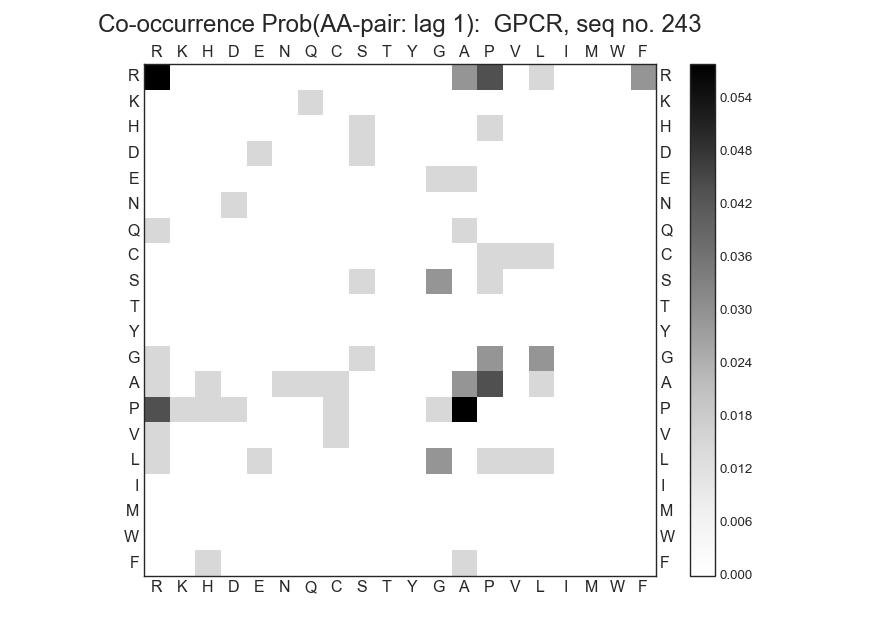 Co-occurrence Prob(AA-pair: lag 1):  GPCR, seq no. 243
R K H D E N Q C S T Y G A P V L I M W F
R R
K K
H H
D D
E E
N N
Q Q
C C
S S
T T
Y Y
G G
A A
P P
V V
L L
I I
M M
W W
F F
R K H D E N Q C S T Y G A P V L I M W F
0.054
0.048
0.042
0.036
0.030
0.024
0.018
0.012
0.006
0.000